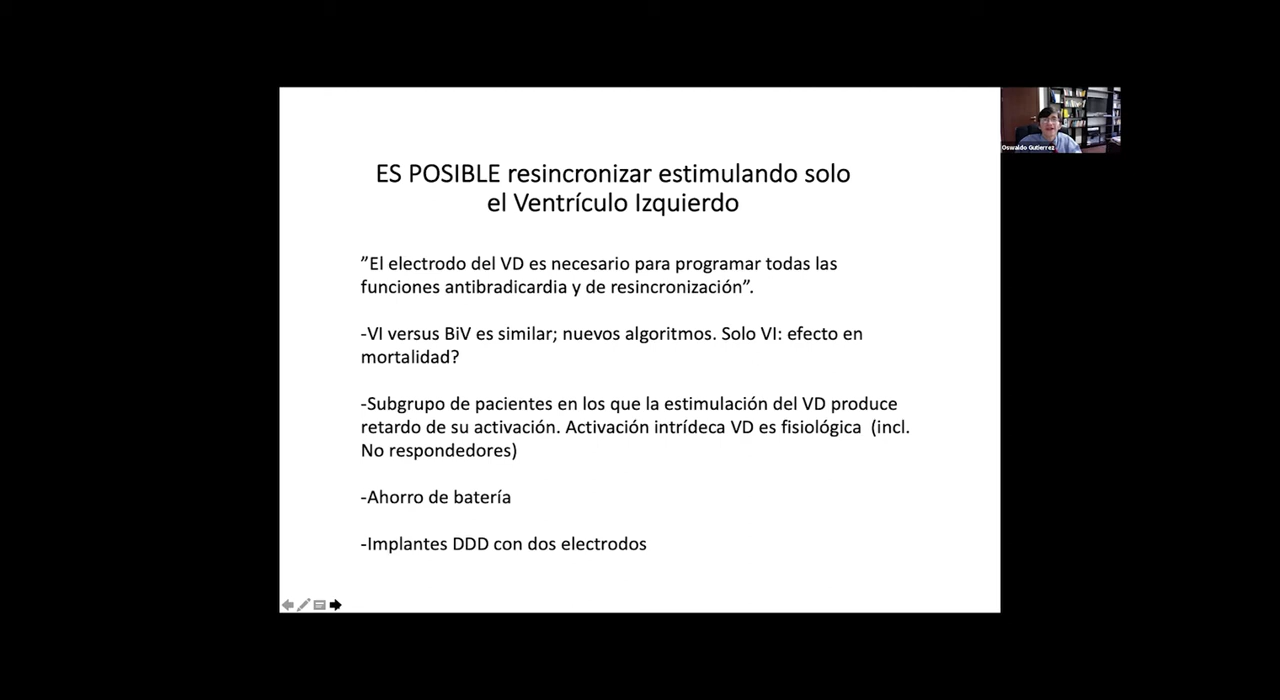 ES POSIBLE resincronizar estimulando solo
el Ventrículo Izquierdo
”El electrodo del VD es necesario para programar todas las
funciones antibradicardia y de resincronización”.
-VI versus BiV es similar; nuevos algoritmos. Solo VI: efecto en
mortalidad?
-Subgrupo de pacientes en los que la estimulación del VD produce
retardo de su activación. Activación intrídeca VD es fisiológica (incl.
No respondedores)
-Ahorro de batería
-Implantes DDD con dos electrodos
Oswaldo Gutierrez